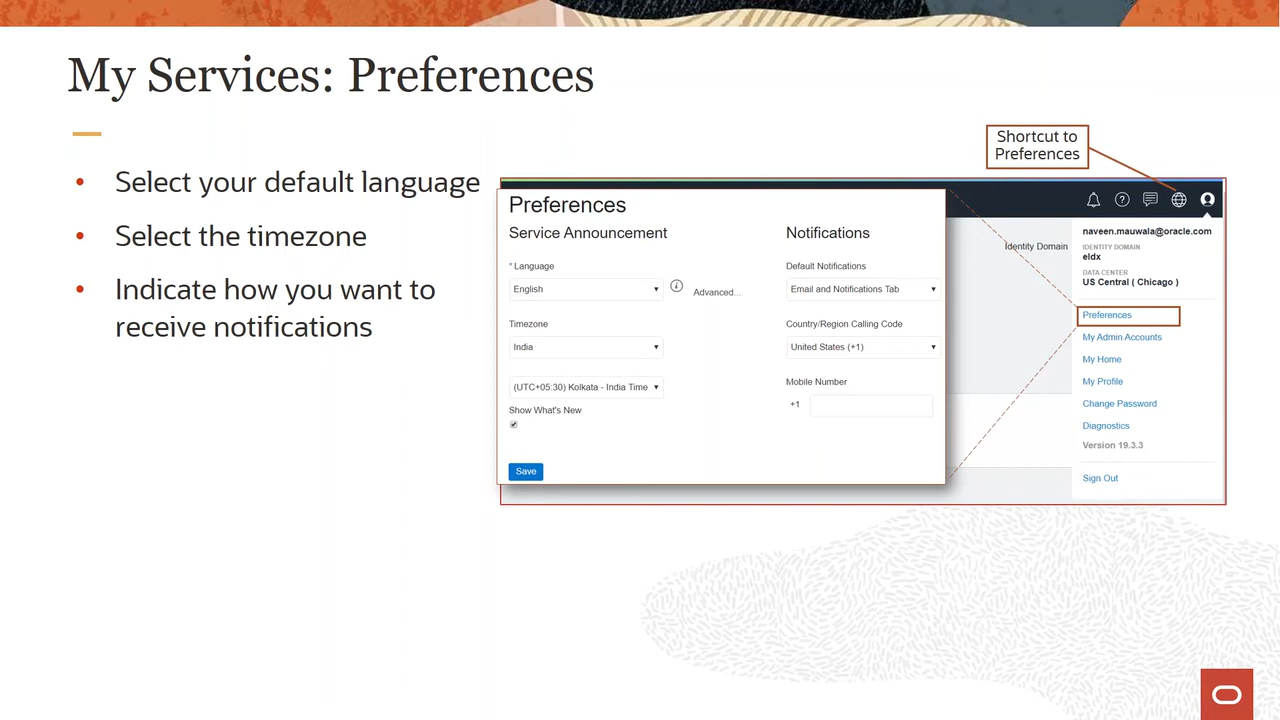 My Services: Preferences
• Select your default language
• Select the timezone
• Indicate how you want to
receive notifications
Shortcut to
Preferences
Preferences
Service Announcement
* Language
English
Advanced...
Timezone
India
(UTC+05:30) Kolkata - India Time
Show What's New
Save
Notifications
Default Notifications
Email and Notifications Tab
Country/Region Calling Code
United States (+1)
Mobile Number
+1
Identity Domain
naveen.mauwala@oracle.com
IDENTITY DOMAIN
eldx
DATA CENTER
US Central ( Chicago )
Preferences
My Admin Accounts
My Home
My Profile
Change Password
Diagnostics
Version 19.3.3
Sign Out